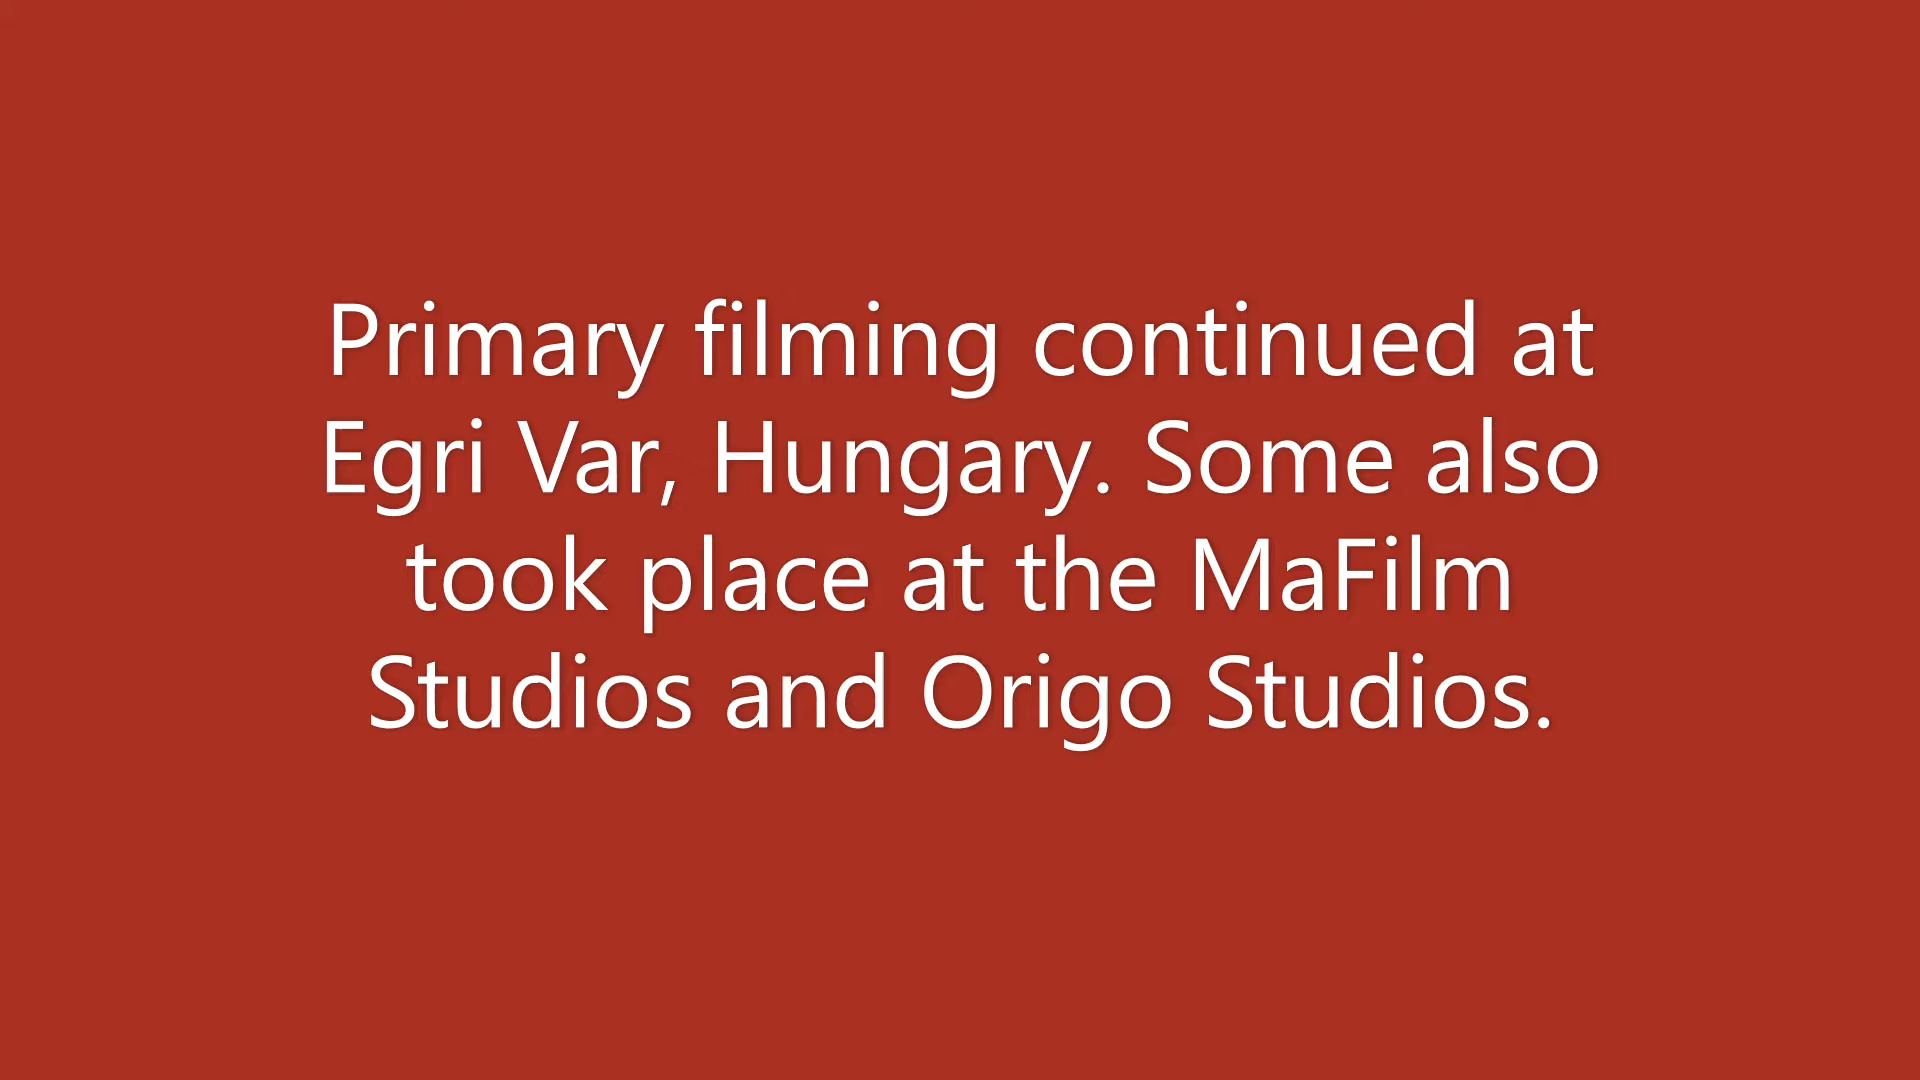 Primary filming continued at
Egri Var, Hungary. Some also
took place at the MaFilm
Studios and Origo Studios.